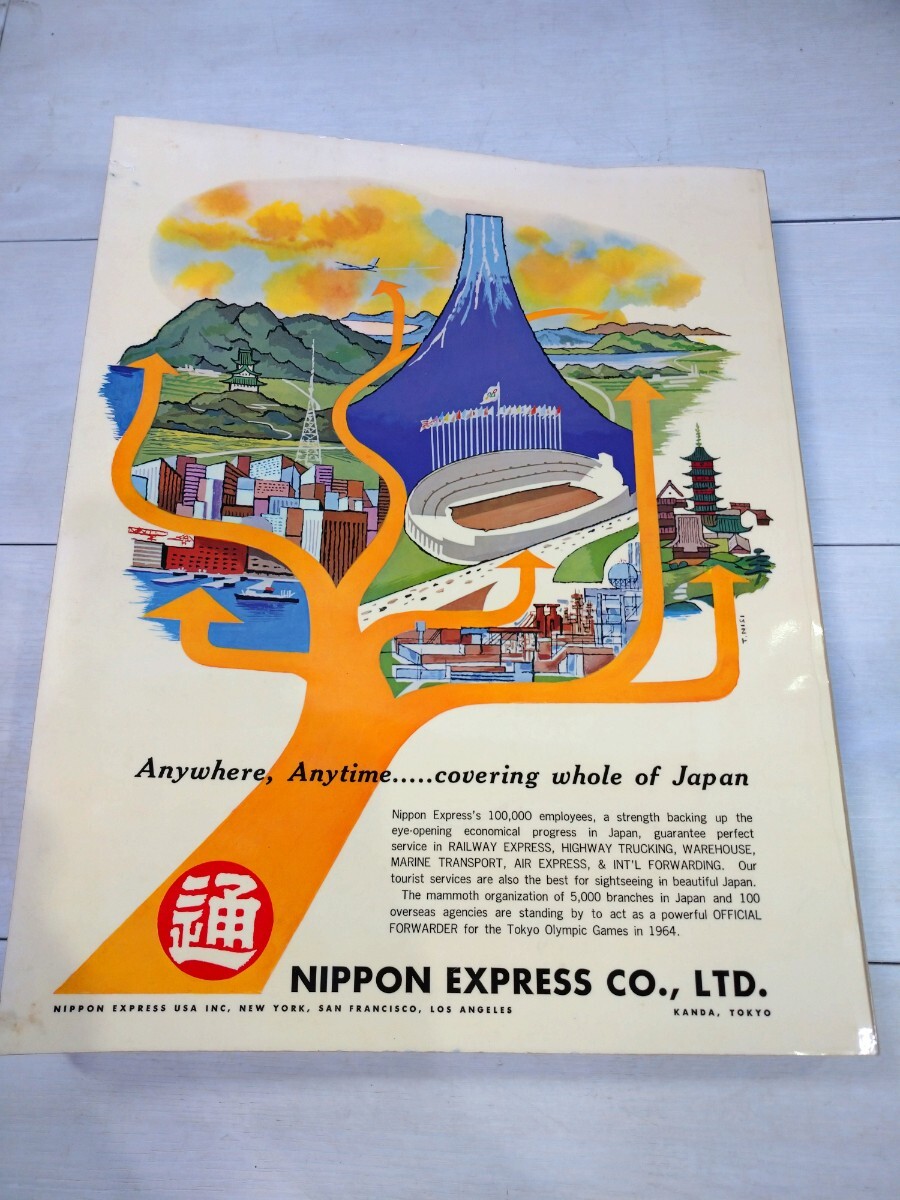 T. NISI
Anywhere, Anytime.....covering whole of Japan
Nippon Express's 100,000 employees, a strength backing up the
eye-opening economical progress in Japan, guarantee perfect
service in RAILWAY EXPRESS, HIGHWAY TRUCKING, WAREHOUSE,
MARINE TRANSPORT, AIR EXPRESS, & INT'L FORWARDING. Our
tourist services are also the best for sightseeing in beautiful Japan.
The mammoth organization of 5,000 branches in Japan and 100
overseas agencies are standing by to act as a powerful OFFICIAL
FORWARDER for the Tokyo Olympic Games in 1964.
通
NIPPON EXPRESS CO., LTD.
NIPPON EXPRESS USA INC, NEW YORK, SAN FRANCISCO, LOS ANGELES
KANDA, TOKYO